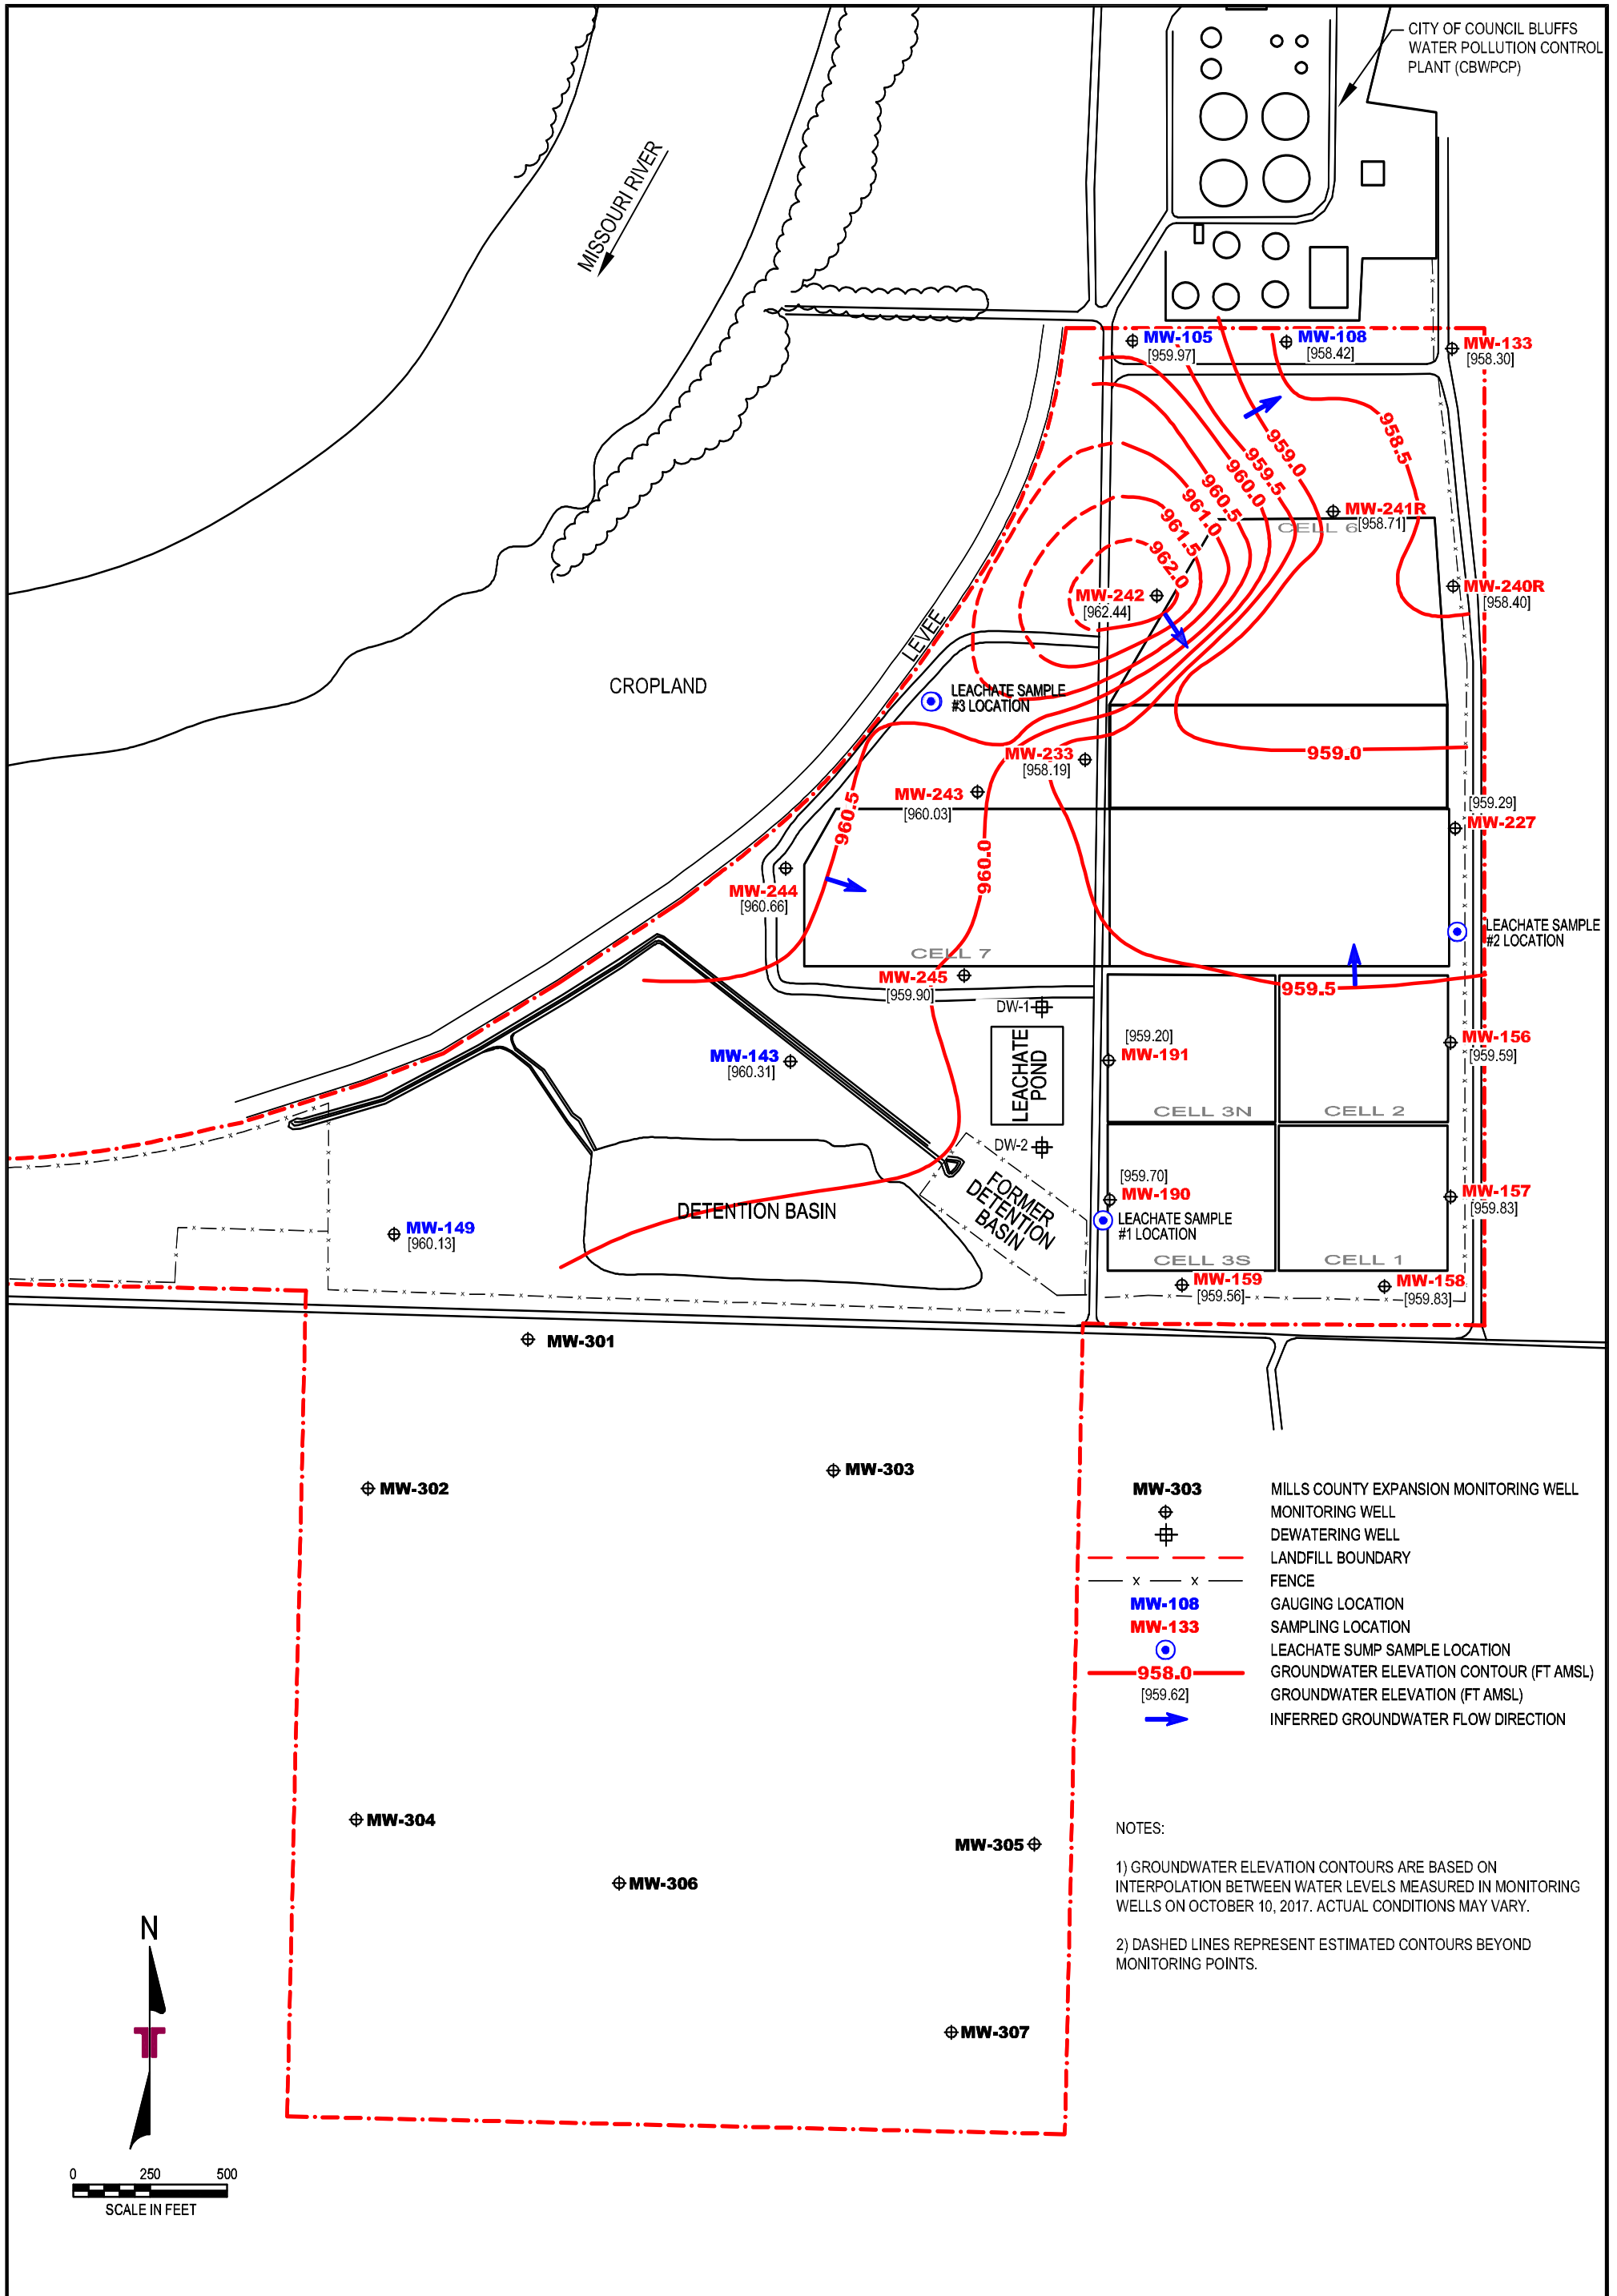 CITY OF COUNCIL BLUFFS
WATER POLLUTION CONTROL
PLANT (CBWPCP)
MISSOURI RIVER
MW-105
[959.97]
MW-108
[958.42]
MW-133
[958.30]
958.5
959.0
959.5
960.0
960.5
961.0
961.5
962.0
MW-241R
[958.71]
CELL 6
MW-240R
[958.40]
MW-242
[962.44]
LEVEE
CROPLAND
LEACHATE SAMPLE
#3 LOCATION
MW-233
[958.19]
959.0
MW-243
[960.03]
960.5
960.0
[959.29]
MW-227
MW-244
[960.66]
LEACHATE SAMPLE
#2 LOCATION
CELL 7
MW-245
[959.90]
959.5
DW-1
LEACHATE
POND
[959.20]
MW-191
MW-156
[959.59]
MW-143
[960.31]
CELL 3N
CELL 2
DW-2
FORMER
DETENTION
BASIN
[959.70]
MW-190
MW-157
[959.83]
DETENTION BASIN
LEACHATE SAMPLE
#1 LOCATION
MW-149
[960.13]
CELL 3S
CELL 1
MW-159
[959.56]
MW-158
[959.83]
MW-301
MW-302
MW-303
MW-304
MW-305
MW-306
MW-307
MW-303 MILLS COUNTY EXPANSION MONITORING WELL
MONITORING WELL
DEWATERING WELL
LANDFILL BOUNDARY
x x FENCE
MW-108 GAUGING LOCATION
MW-133 SAMPLING LOCATION
LEACHATE SUMP SAMPLE LOCATION
958.0 GROUNDWATER ELEVATION CONTOUR (FT AMSL)
[959.62] GROUNDWATER ELEVATION (FT AMSL)
INFERRED GROUNDWATER FLOW DIRECTION
NOTES:
1) GROUNDWATER ELEVATION CONTOURS ARE BASED ON
INTERPOLATION BETWEEN WATER LEVELS MEASURED IN MONITORING
WELLS ON OCTOBER 10, 2017. ACTUAL CONDITIONS MAY VARY.
2) DASHED LINES REPRESENT ESTIMATED CONTOURS BEYOND
MONITORING POINTS.
N
0 250 500
SCALE IN FEET